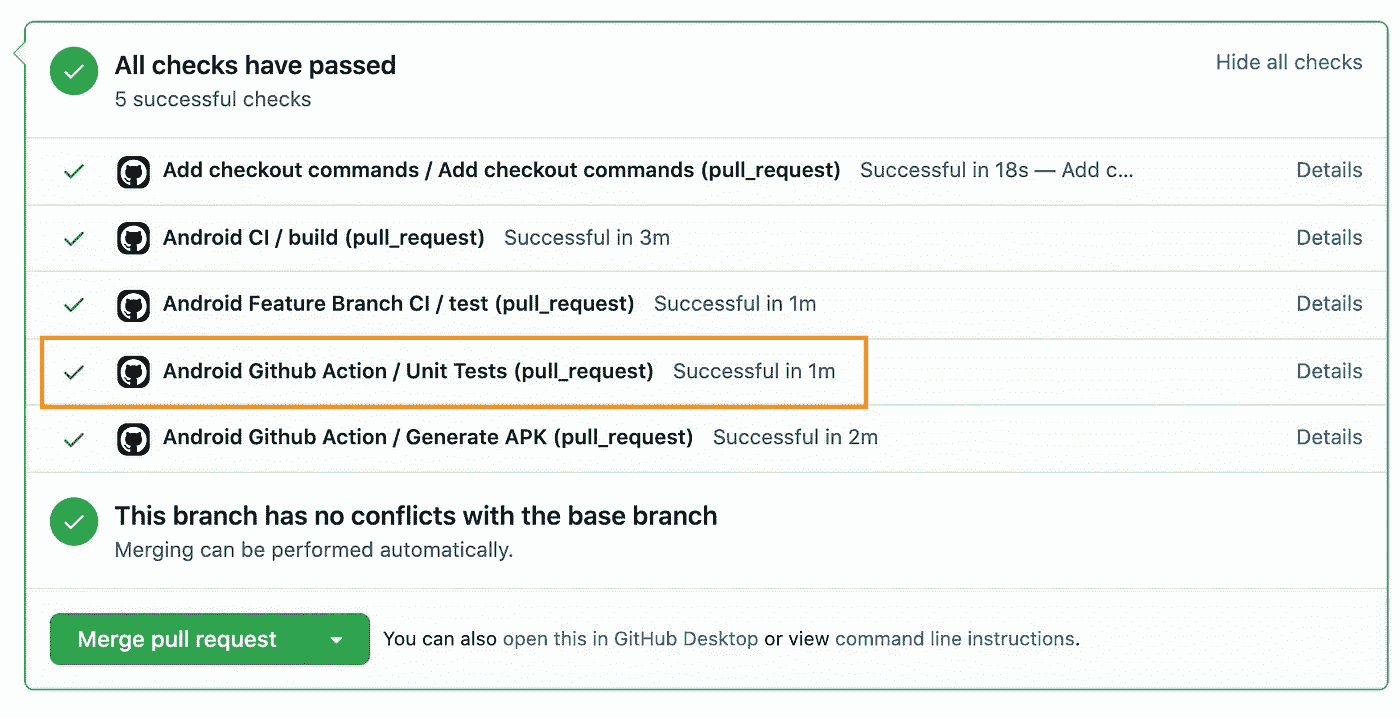 All checks have passed
Hide all checks
5 successful checks
Add checkout commands / Add checkout commands (pull_request) Successful in 18s — Add c... Details
Android CI / build (pull_request) Successful in 3m Details
Android Feature Branch CI / test (pull_request) Successful in 1m Details
Android Github Action / Unit Tests (pull_request) Successful in 1m Details
Android Github Action / Generate APK (pull_request) Successful in 2m Details
This branch has no conflicts with the base branch
Merging can be performed automatically.
Merge pull request You can also open this in GitHub Desktop or view command line instructions.